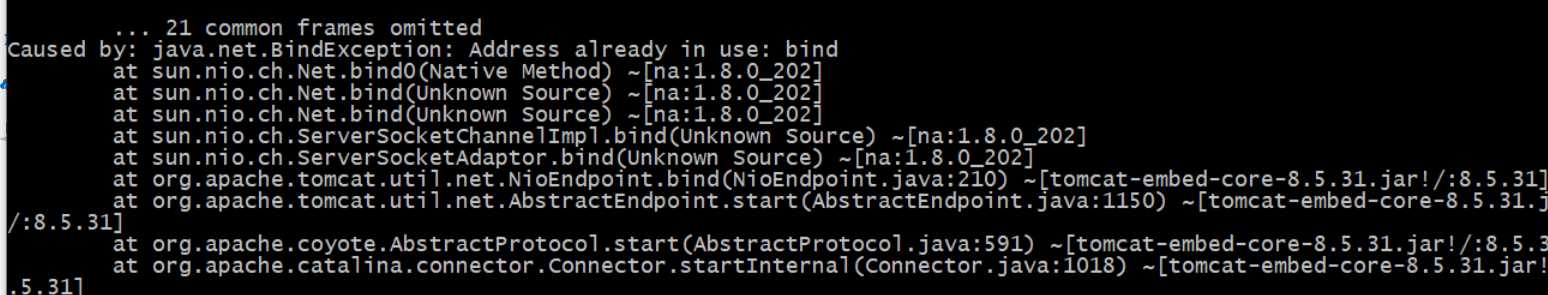 ... 21 common frames omitted
Caused by: java.net.BindException: Address already in use: bind
at sun.nio.ch.Net.bind0(Native Method) ~[na:1.8.0_202]
at sun.nio.ch.Net.bind(Unknown Source) ~[na:1.8.0_202]
at sun.nio.ch.Net.bind(Unknown Source) ~[na:1.8.0_202]
at sun.nio.ch.ServerSocketChannelImpl.bind(Unknown Source) ~[na:1.8.0_202]
at sun.nio.ch.ServerSocketAdaptor.bind(Unknown Source) ~[na:1.8.0_202]
at org.apache.tomcat.util.net.NioEndpoint.bind(NioEndpoint.java:210) ~[tomcat-embed-core-8.5.31.jar!/:8.5.31]
at org.apache.tomcat.util.net.AbstractEndpoint.start(AbstractEndpoint.java:1150) ~[tomcat-embed-core-8.5.31.j
/:8.5.31]
at org.apache.coyote.AbstractProtocol.start(AbstractProtocol.java:591) ~[tomcat-embed-core-8.5.31.jar!/:8.5.3
at org.apache.catalina.connector.Connector.startInternal(Connector.java:1018) ~[tomcat-embed-core-8.5.31.jar!
.5.31]